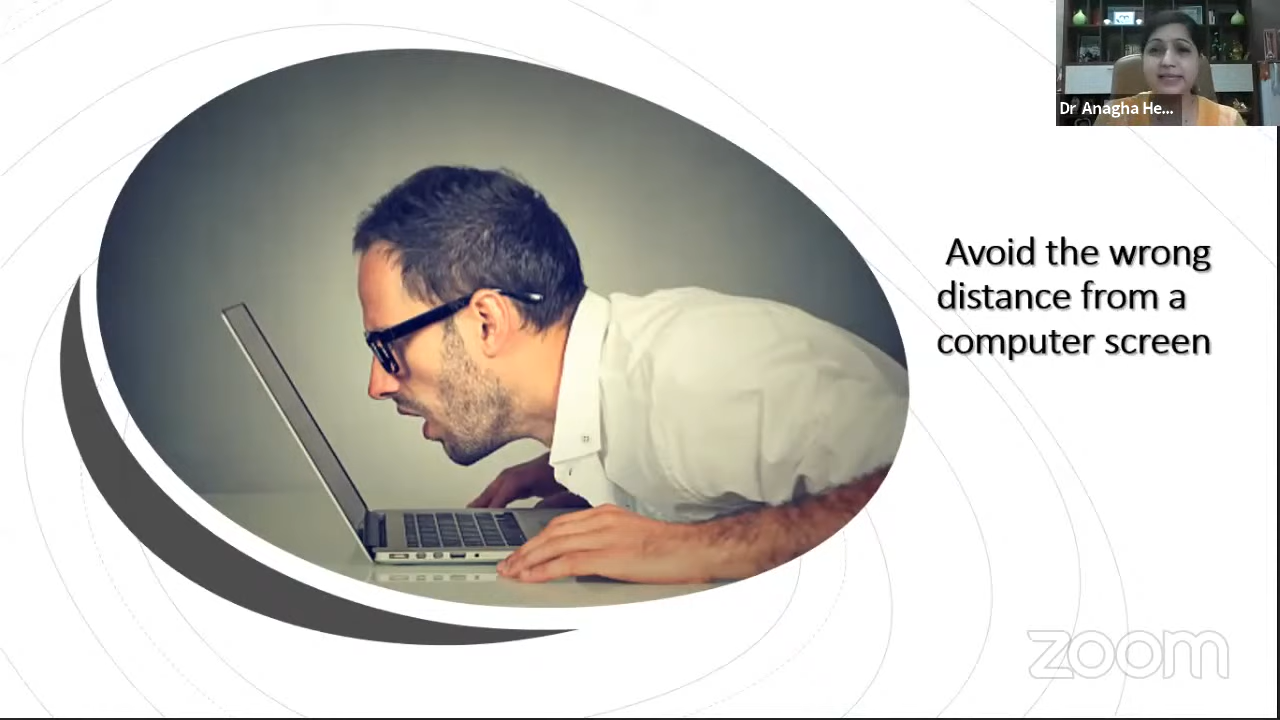 Dr Anagha He...
Avoid the wrong
distance from a
computer screen
zoom